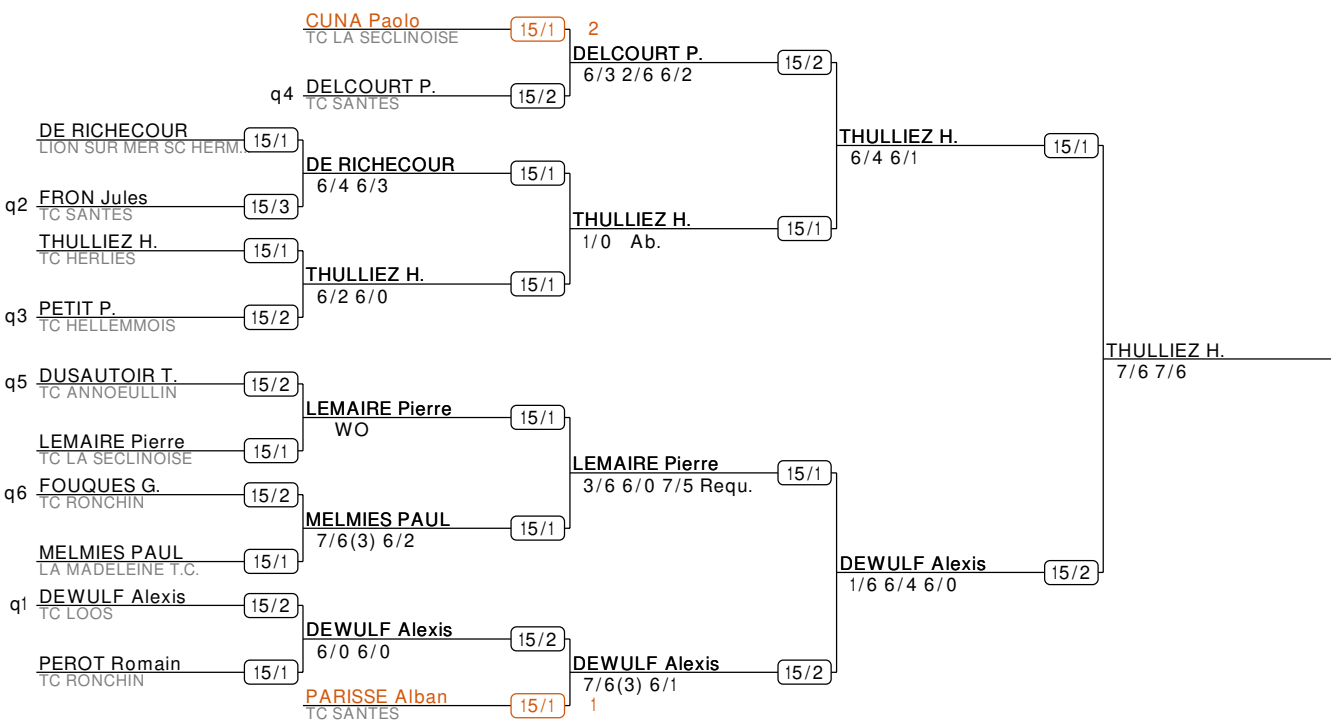 CUNA Paolo 15/1 2
TC LA SECLINOISE
DELCOURT P. 15/2
6/3 2/6 6/2
q4 DELCOURT P. 15/2
TC SANTES
DE RICHECOUR 15/1
LION SUR MER SC HERM...
THULLIEZ H. 15/1
6/4 6/1
DE RICHECOUR 15/1
6/4 6/3
q2 FRON Jules 15/3
TC SANTES
THULLIEZ H. 15/1
1/0 Ab.
THULLIEZ H. 15/1
TC HERLIES
THULLIEZ H. 15/1
6/2 6/0
q3 PETIT P. 15/2
TC HELLEMMOIS
THULLIEZ H.
7/6 7/6
q5 DUSAUTOIR T. 15/2
TC ANNOEULLIN
LEMAIRE Pierre 15/1
WO
LEMAIRE Pierre 15/1
TC LA SECLINOISE
LEMAIRE Pierre 15/1
3/6 6/0 7/5 Requ.
q6 FOUQUES G. 15/2
TC RONCHIN
MELMIES PAUL 15/1
7/6(3) 6/2
MELMIES PAUL 15/1
LA MADELEINE T.C.
DEWULF Alexis 15/2
1/6 6/4 6/0
q1 DEWULF Alexis 15/2
TC LOOS
DEWULF Alexis 15/2
6/0 6/0
PEROT Romain 15/1
TC RONCHIN
DEWULF Alexis 15/2
7/6(3) 6/1
PARISSE Alban 15/1 1
TC SANTES